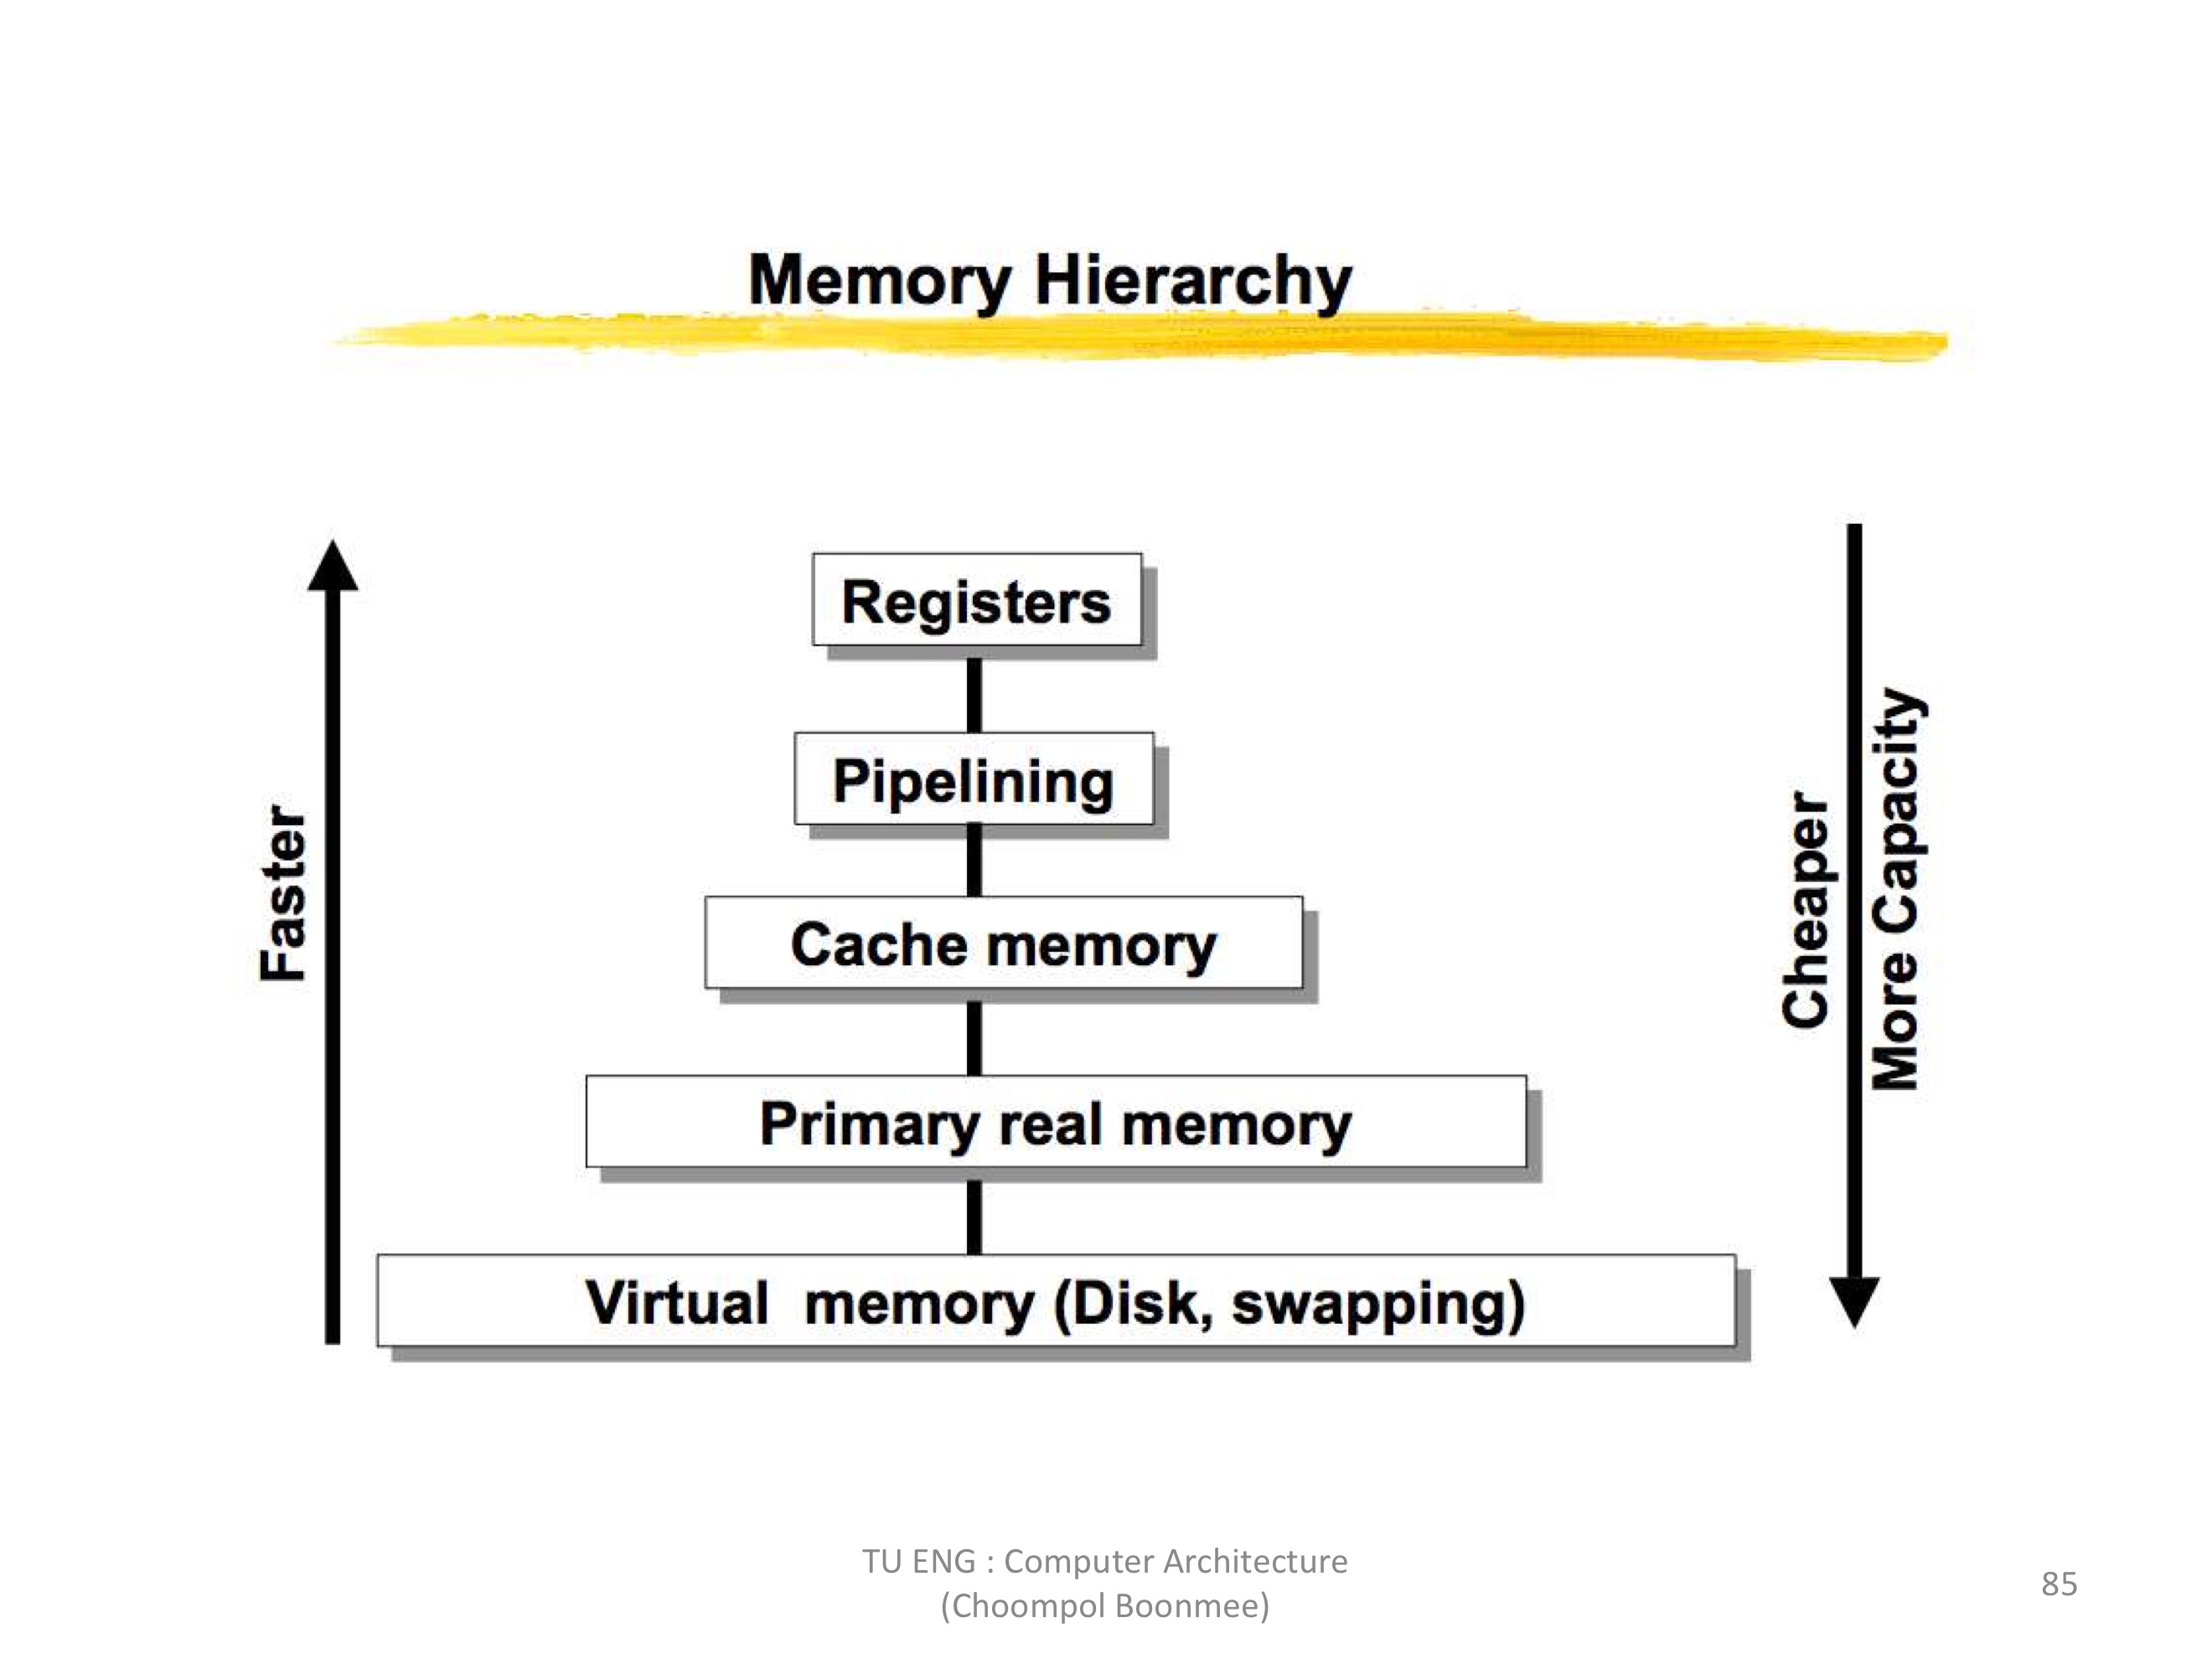 Memory Hierarchy
Faster
Registers
Pipelining
Cache memory
Primary real memory
Virtual  memory (Disk, swapping)
Cheaper
More Capacity
TU ENG : Computer Architecture
(Choompol Boonmee)
85